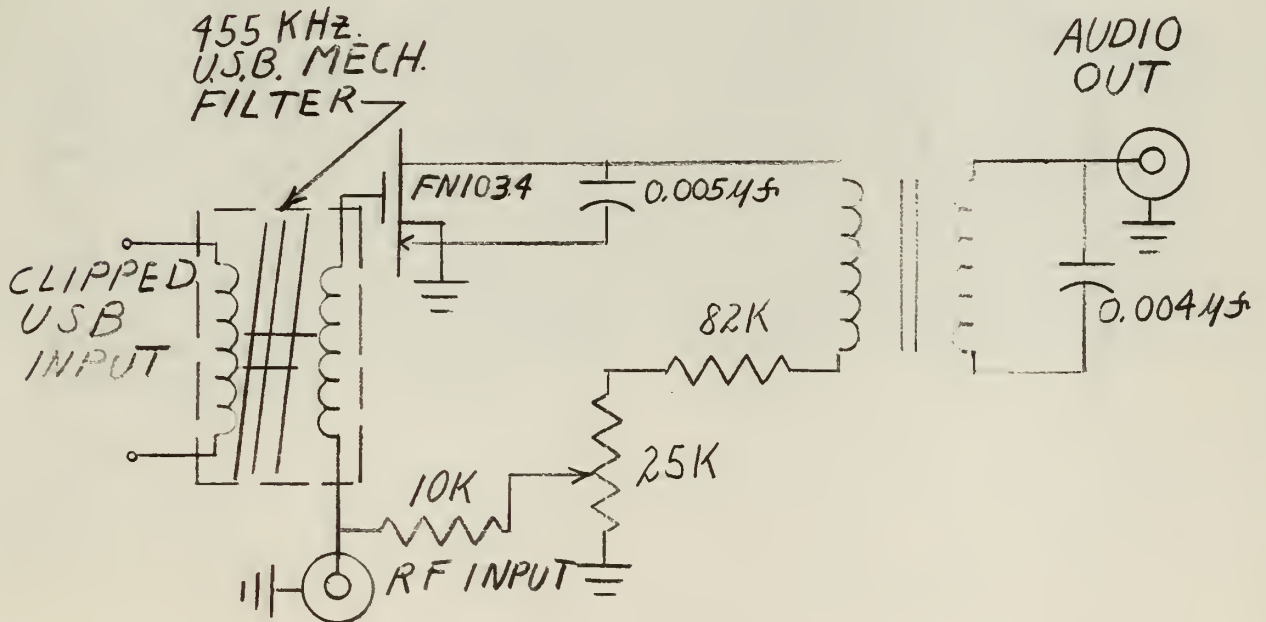 455 KHz.
U.S.B. MECH.
FILTER
AUDIO
OUT
FN1034
0.005μf
CLIPPED
USB
INPUT
82K
0.004μf
25K
10K
RF INPUT